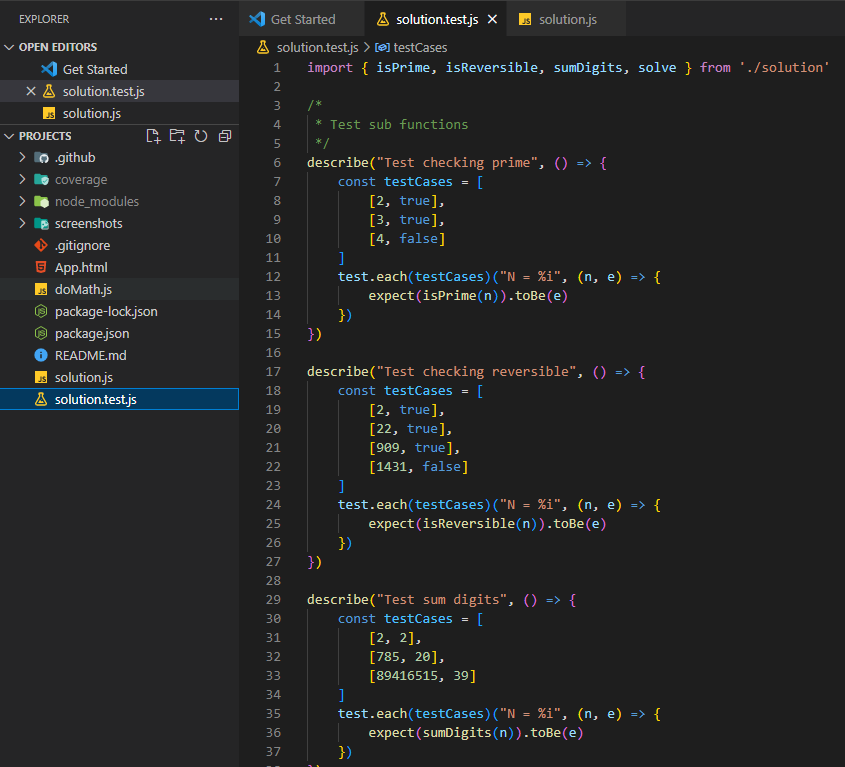 EXPLORER ...
OPEN EDITORS
Get Started
solution.test.js
JS solution.js
PROJECTS
.github
coverage
node_modules
screenshots
.gitignore
App.html
JS doMath.js
package-lock.json
package.json
README.md
JS solution.js
solution.test.js
Get Started solution.test.js JS solution.js
solution.test.js > testCases
1 import { isPrime, isReversible, sumDigits, solve } from './solution'
2
3 /*
4 * Test sub functions
5 */
6 describe("Test checking prime", () => {
7 const testCases = [
8 [2, true],
9 [3, true],
10 [4, false]
11 ]
12 test.each(testCases)("N = %i", (n, e) => {
13 expect(isPrime(n)).toBe(e)
14 })
15 })
16
17 describe("Test checking reversible", () => {
18 const testCases = [
19 [2, true],
20 [22, true],
21 [909, true],
22 [1431, false]
23 ]
24 test.each(testCases)("N = %i", (n, e) => {
25 expect(isReversible(n)).toBe(e)
26 })
27 })
28
29 describe("Test sum digits", () => {
30 const testCases = [
31 [2, 2],
32 [785, 20],
33 [89416515, 39]
34 ]
35 test.each(testCases)("N = %i", (n, e) => {
36 expect(sumDigits(n)).toBe(e)
37 })